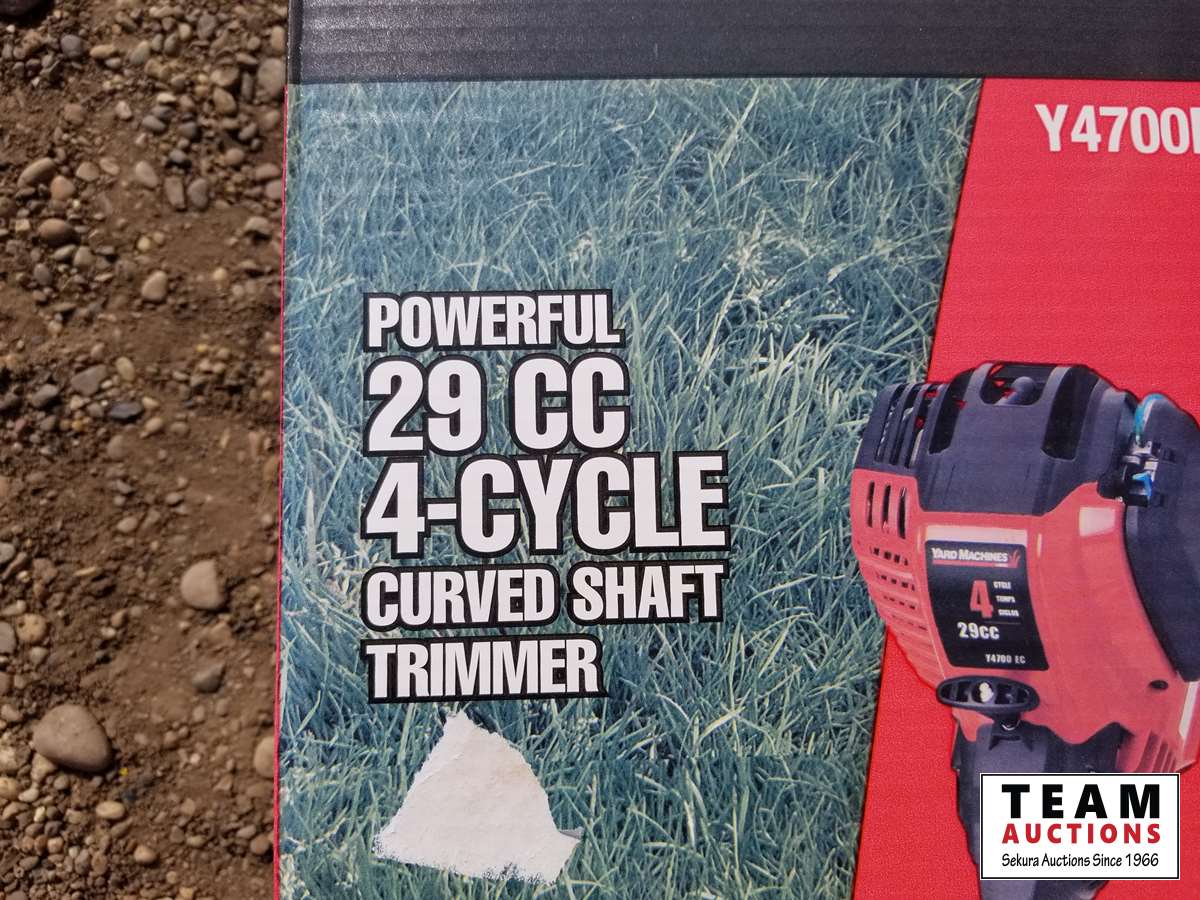 Y4700
POWERFUL
29 CC
4-CYCLE
CURVED SHAFT
TRIMMER
YARD MACHINES
4
CYCLE
TEMPS
CICLOS
29cc
Y4700 EC
TEAM
AUCTIONS
Sekura Auctions Since 1966